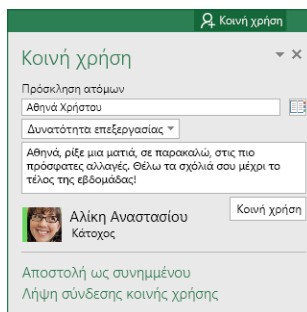 Κοινή χρήση
Κοινή χρήση
Πρόσκληση ατόμων
Αθηνά Χρήστου
Δυνατότητα επεξεργασίας
Αθηνά, ρίξε μια ματιά, σε παρακαλώ, στις πιο
πρόσφατες αλλαγές. Θέλω τα σχόλιά σου μέχρι το
τέλος της εβδομάδας!
Κοινή χρήση
Αλίκη Αναστασίου
Κάτοχος
Αποστολή ως συνημμένου
Λήψη σύνδεσης κοινής χρήσης